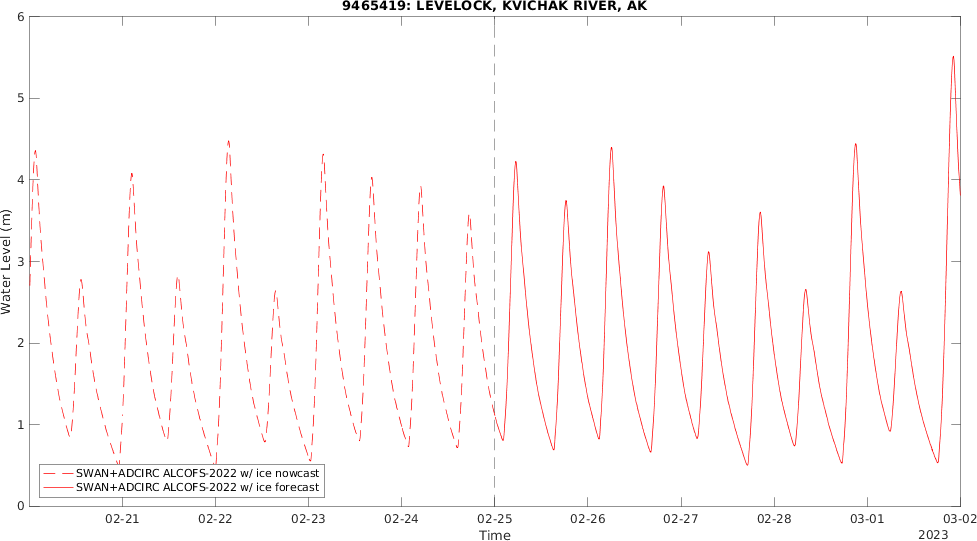 9465419: LEVELOCK, KVICHAK RIVER, AK
6
5
4
3
2
1
0
Water Level (m)
SWAN+ADCIRC ALCOFS-2022 w/ ice nowcast
SWAN+ADCIRC ALCOFS-2022 w/ ice forecast
02-21 02-22 02-23 02-24 02-25 02-26 02-27 02-28 03-01 03-02
Time
2023